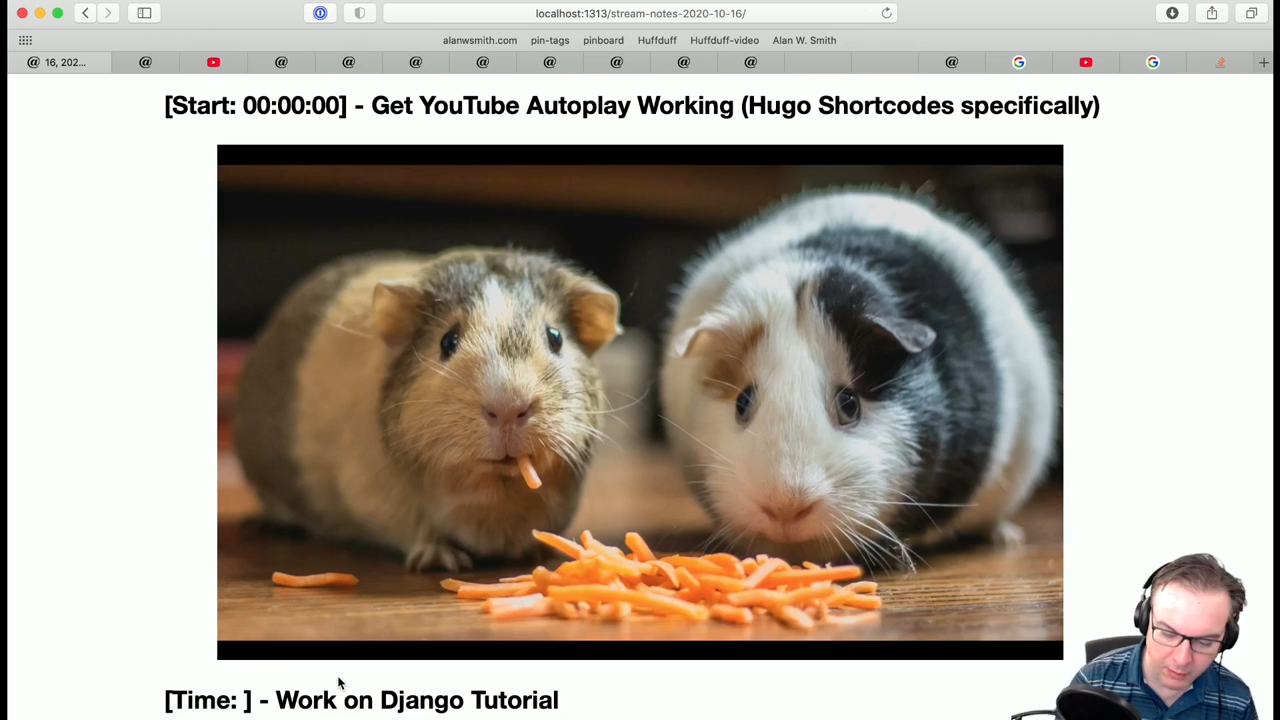 localhost:1313/stream-notes-2020-10-16/
alanwsmith.com pin-tags pinboard Huffduff Huffduff-video Alan W. Smith
@ 16, 202... @ @ @ @ @ @ @ @ @ @ G G
[Start: 00:00:00] - Get YouTube Autoplay Working (Hugo Shortcodes specifically)
[Time: ] - Work on Django Tutorial